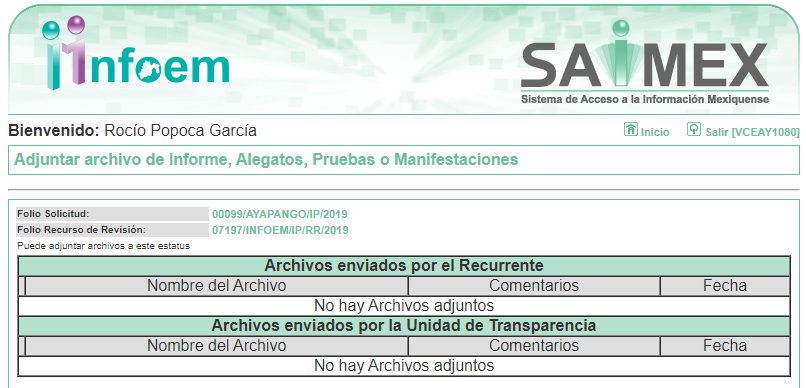 infoem
SAIMEX
Sistema de Acceso a la Información Mexiquense
Bienvenido: Rocío Popoca García
Inicio Salir [VCEAY1080]
Adjuntar archivo de Informe, Alegatos, Pruebas o Manifestaciones
Folio Solicitud: 00099/AYAPANGO/IP/2019
Folio Recurso de Revisión: 07197/INFOEM/IP/RR/2019
Puede adjuntar archivos a este estatus
Archivos enviados por el Recurrente
Nombre del Archivo Comentarios Fecha
No hay Archivos adjuntos
Archivos enviados por la Unidad de Transparencia
Nombre del Archivo Comentarios Fecha
No hay Archivos adjuntos